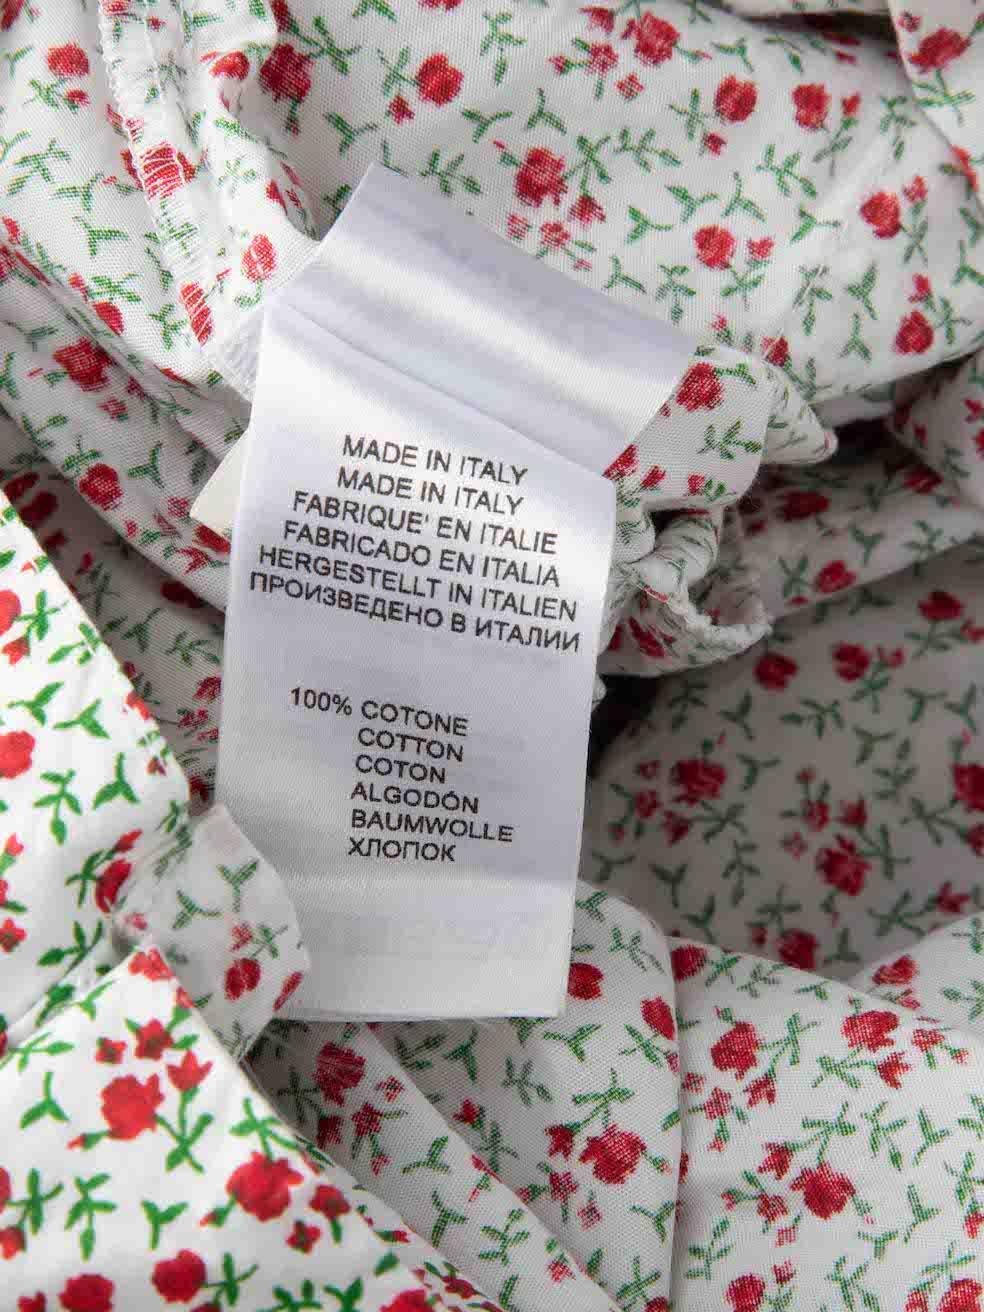 MADE IN ITALY
MADE IN ITALY
FABRIQUE' EN ITALIE
FABRICADO EN ITALIA
HERGESTELLT IN ITALIEN
ПРОИЗВЕДЕНО В ИТАЛИИ
100% COTONE
COTTON
COTON
ALGODÓN
BAUMWOLLE
ХЛОПОК